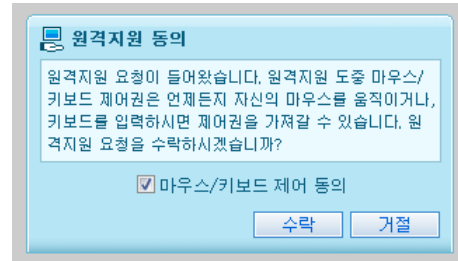 원격지원 동의
원격지원 요청이 들어왔습니다. 원격지원 도중 마우스/
키보드 제어권은 언제든지 자신의 마우스를 움직이거나,
키보드를 입력하시면 제어권을 가져갈 수 있습니다. 원
격지원 요청을 수락하시겠습니까?
마우스/키보드 제어 동의
수락 거절